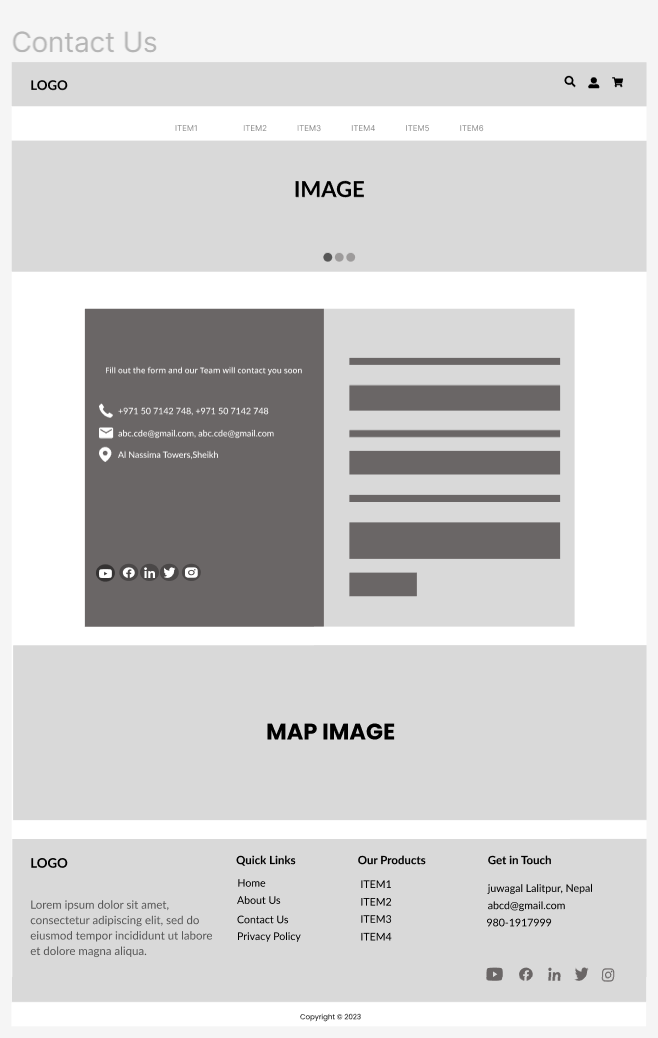 Contact Us
LOGO
ITEM1 ITEM2 ITEM3 ITEM4 ITEM5 ITEM6
IMAGE
Fill out the form and our Team will contact you soon
+971 50 7142 748, +971 50 7142 748
abc.cde@gmail.com, abc.cde@gmail.com
Al Nassima Towers,Sheikh
MAP IMAGE
LOGO
Lorem ipsum dolor sit amet,
consectetur adipiscing elit, sed do
eiusmod tempor incididunt ut labore
et dolore magna aliqua.
Quick Links
Home
About Us
Contact Us
Privacy Policy
Our Products
ITEM1
ITEM2
ITEM3
ITEM4
Get in Touch
juwagal Lalitpur, Nepal
abcd@gmail.com
980-1917999
Copyright © 2023